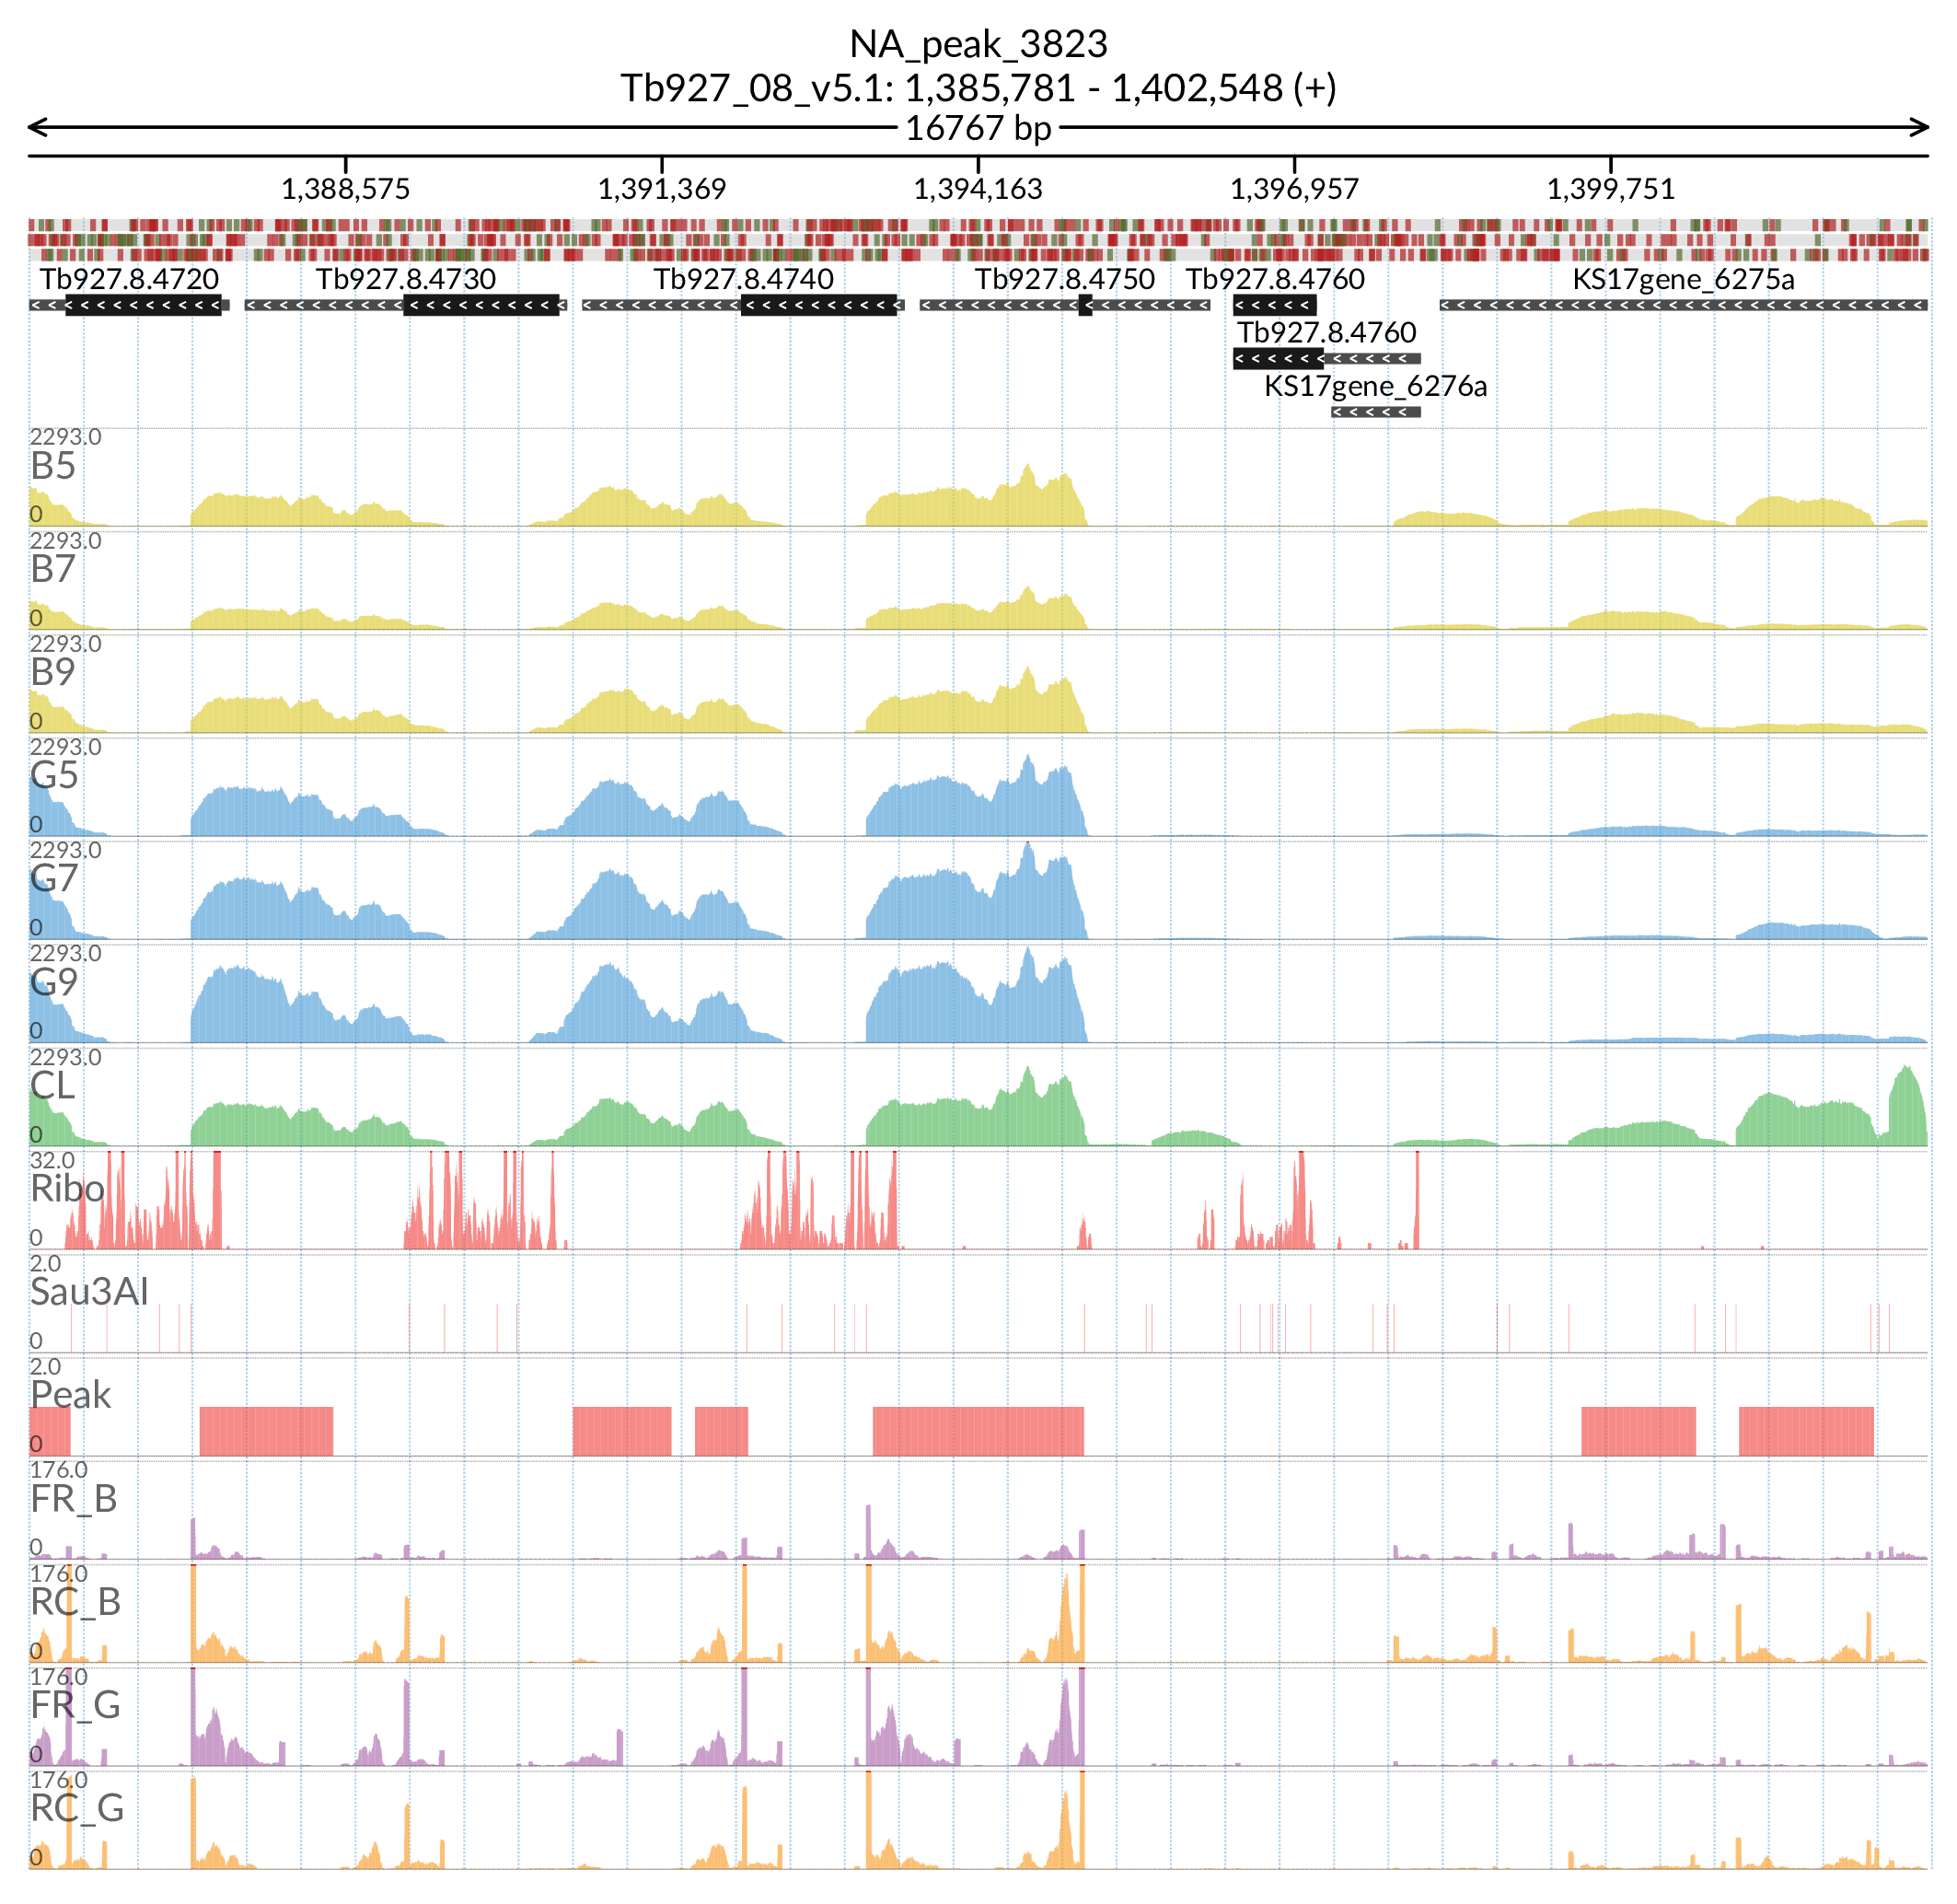 NA_peak_3823
Tb927_08_v5.1: 1,385,781 - 1,402,548 (+)
16767 bp
1,388,575 1,391,369 1,394,163 1,396,957 1,399,751
Tb927.8.4720 Tb927.8.4730 Tb927.8.4740 Tb927.8.4750 Tb927.8.4760 KS17gene_6275a
Tb927.8.4760
KS17gene_6276a
2293.0
B5
0
2293.0
B7
0
2293.0
B9
0
2293.0
G5
0
2293.0
G7
0
2293.0
G9
0
2293.0
CL
0
32.0
Ribo
0
2.0
Sau3AI
0
2.0
Peak
0
176.0
FR_B
0
176.0
RC_B
0
176.0
FR_G
0
176.0
RC_G
0